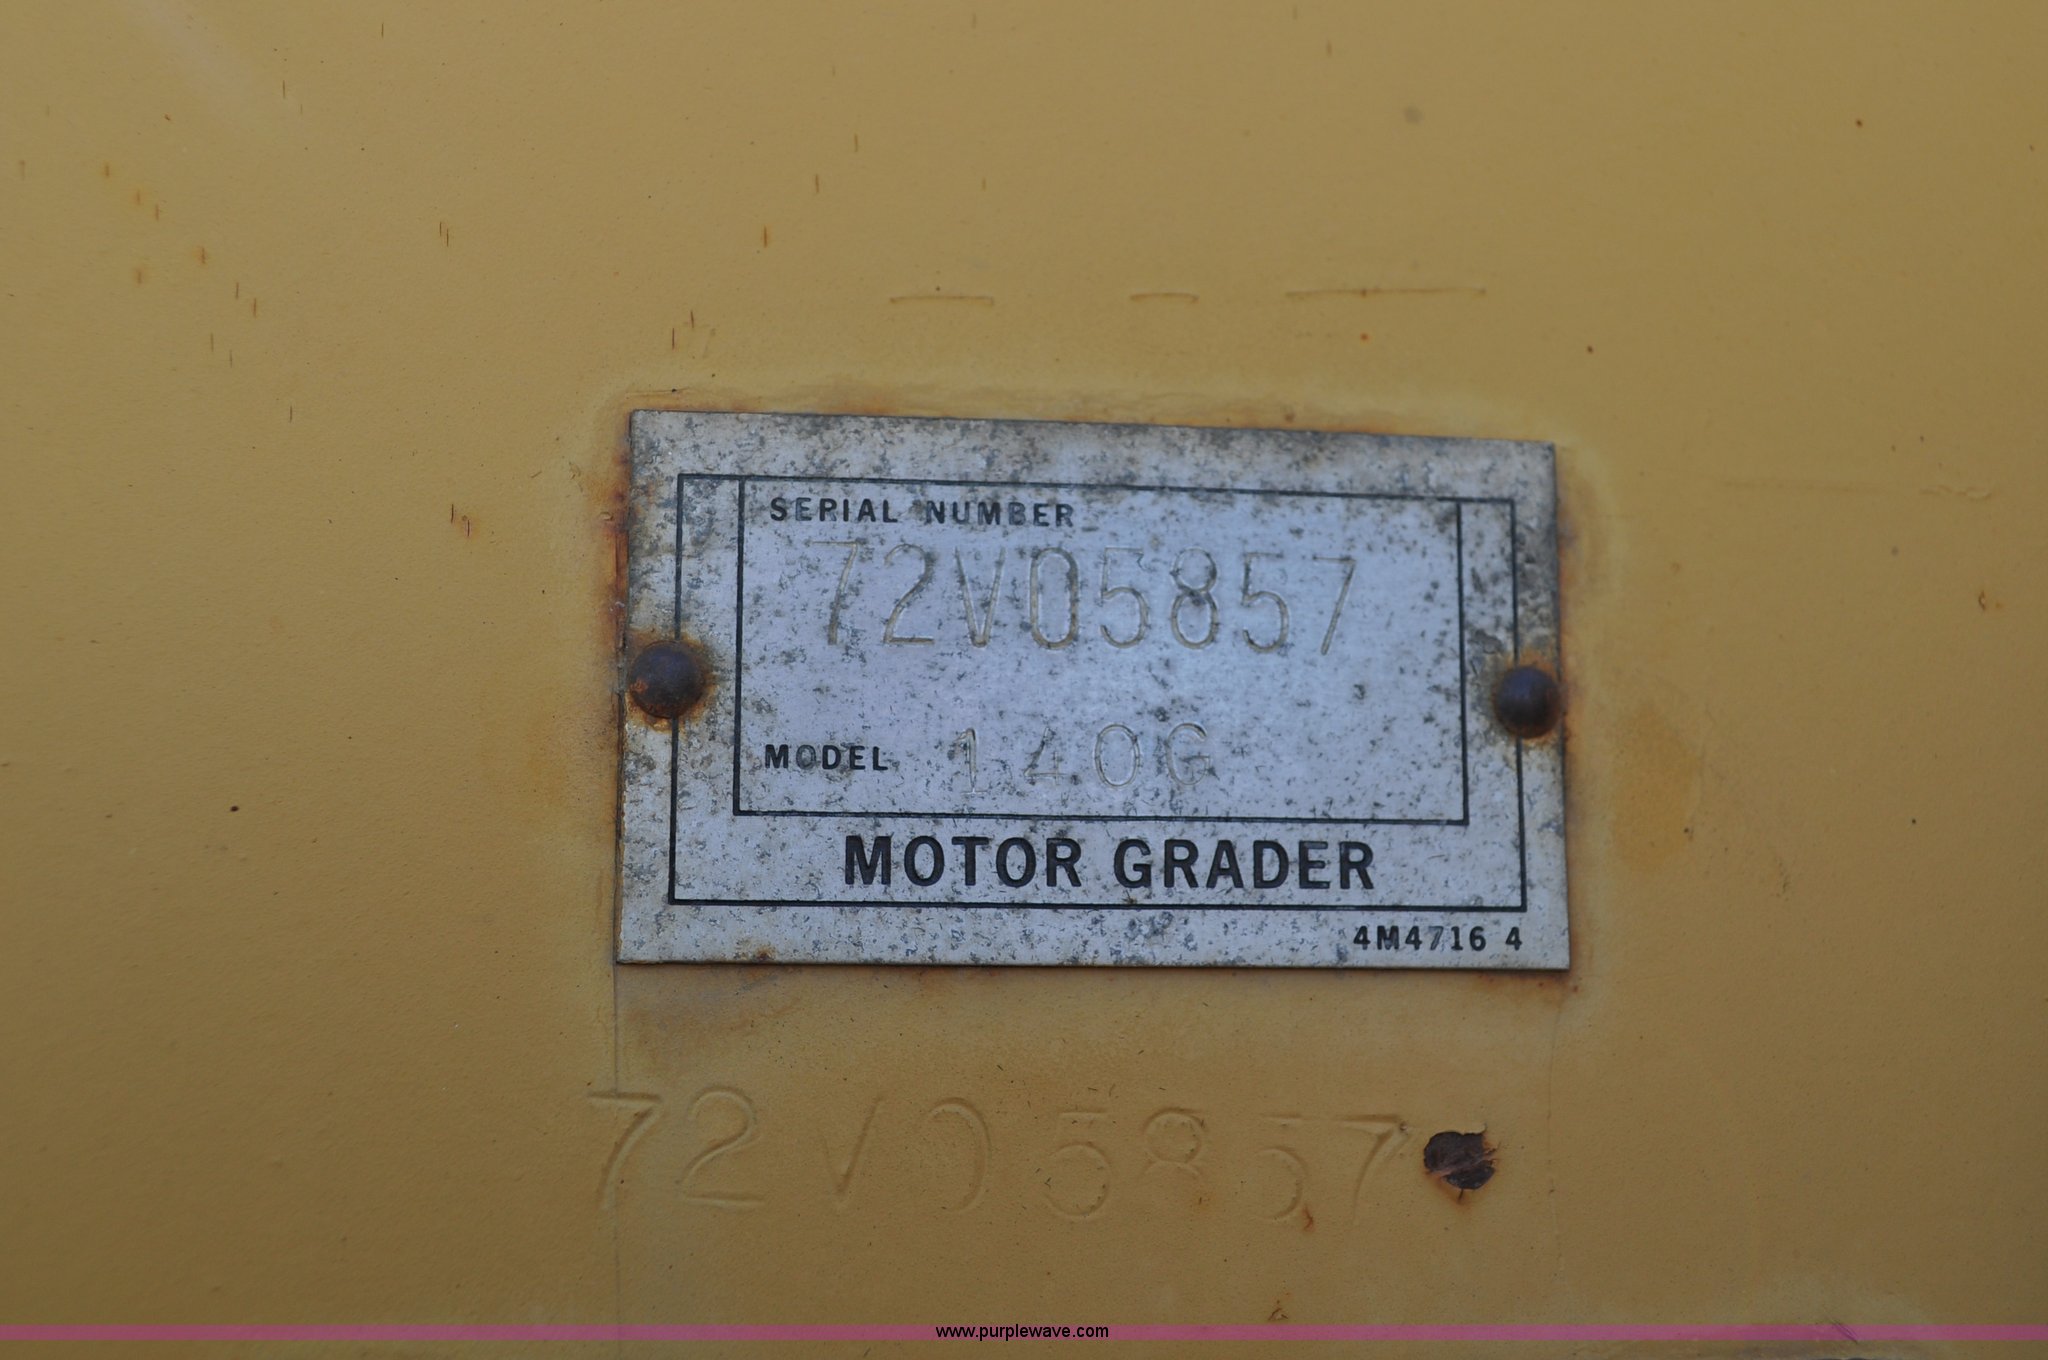 SERIAL NUMBER
72V05857
MODEL 140G
MOTOR GRADER
4M4716 4
72V05857
www.purplewave.com